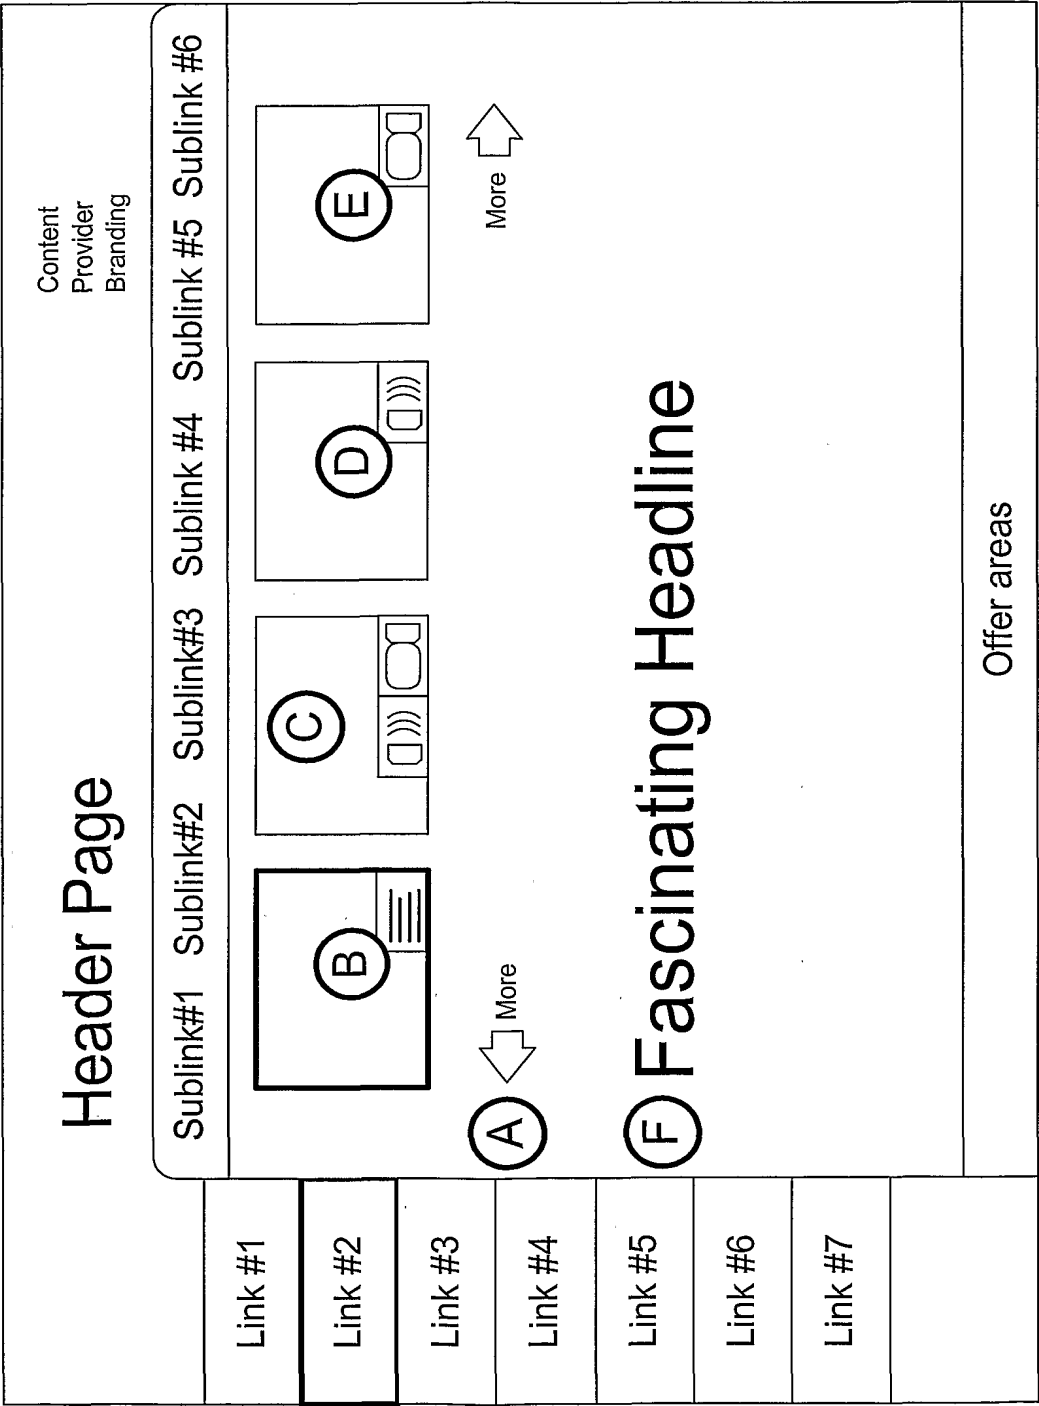 Header Page
Content
Provider
Branding
Sublink#1 Sublink#2 Sublink#3 Sublink #4 Sublink #5 Sublink #6
Link #1
Link #2
Link #3
Link #4
Link #5
Link #6
Link #7
B
C
D
E
A
More
More
F
Fascinating Headline
Offer areas